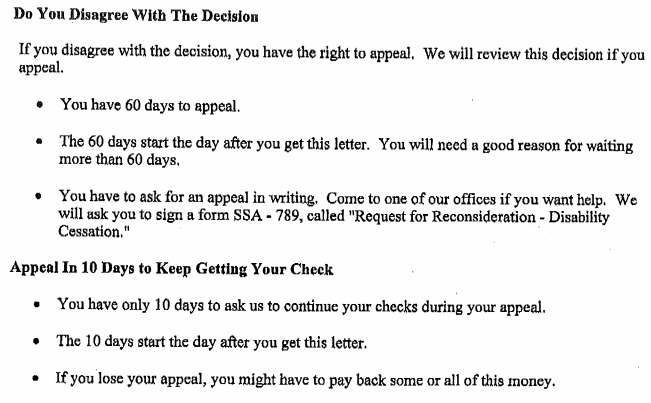 Do You Disagree With The Decision
If you disagree with the decision, you have the right to appeal. We will review this decision if you
appeal.
• You have 60 days to appeal.
• The 60 days start the day after you get this letter. You will need a good reason for waiting
more than 60 days.
• You have to ask for an appeal in writing. Come to one of our offices if you want help. We
will ask you to sign a form SSA - 789, called "Request for Reconsideration - Disability
Cessation."
Appeal In 10 Days to Keep Getting Your Check
• You have only 10 days to ask us to continue your checks during your appeal.
• The 10 days start the day after you get this letter.
• If you lose your appeal, you might have to pay back some or all of this money.